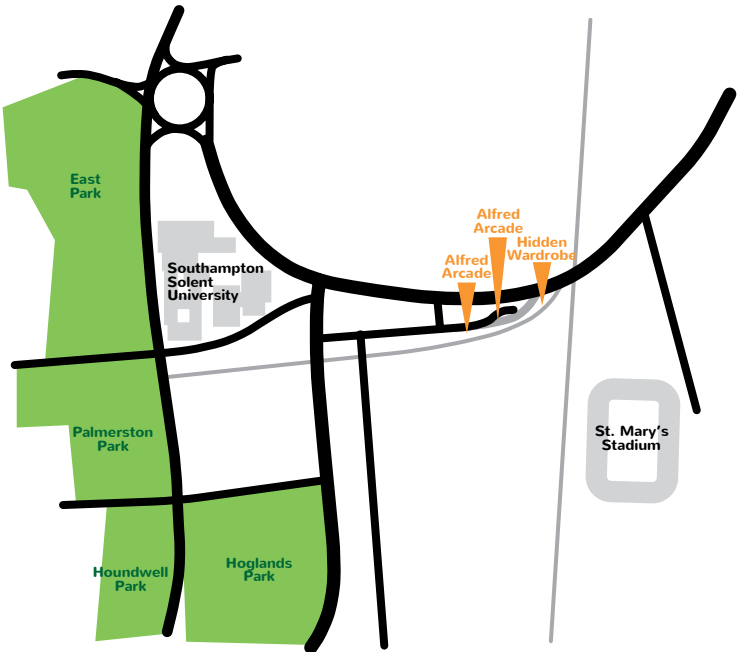 East
Park
Alfred
Arcade
Hidden
Wardrobe
Alfred
Arcade
Southampton
Solent
University
St. Mary's
Stadium
Palmerston
Park
Hoglands
Park
Houndwell
Park